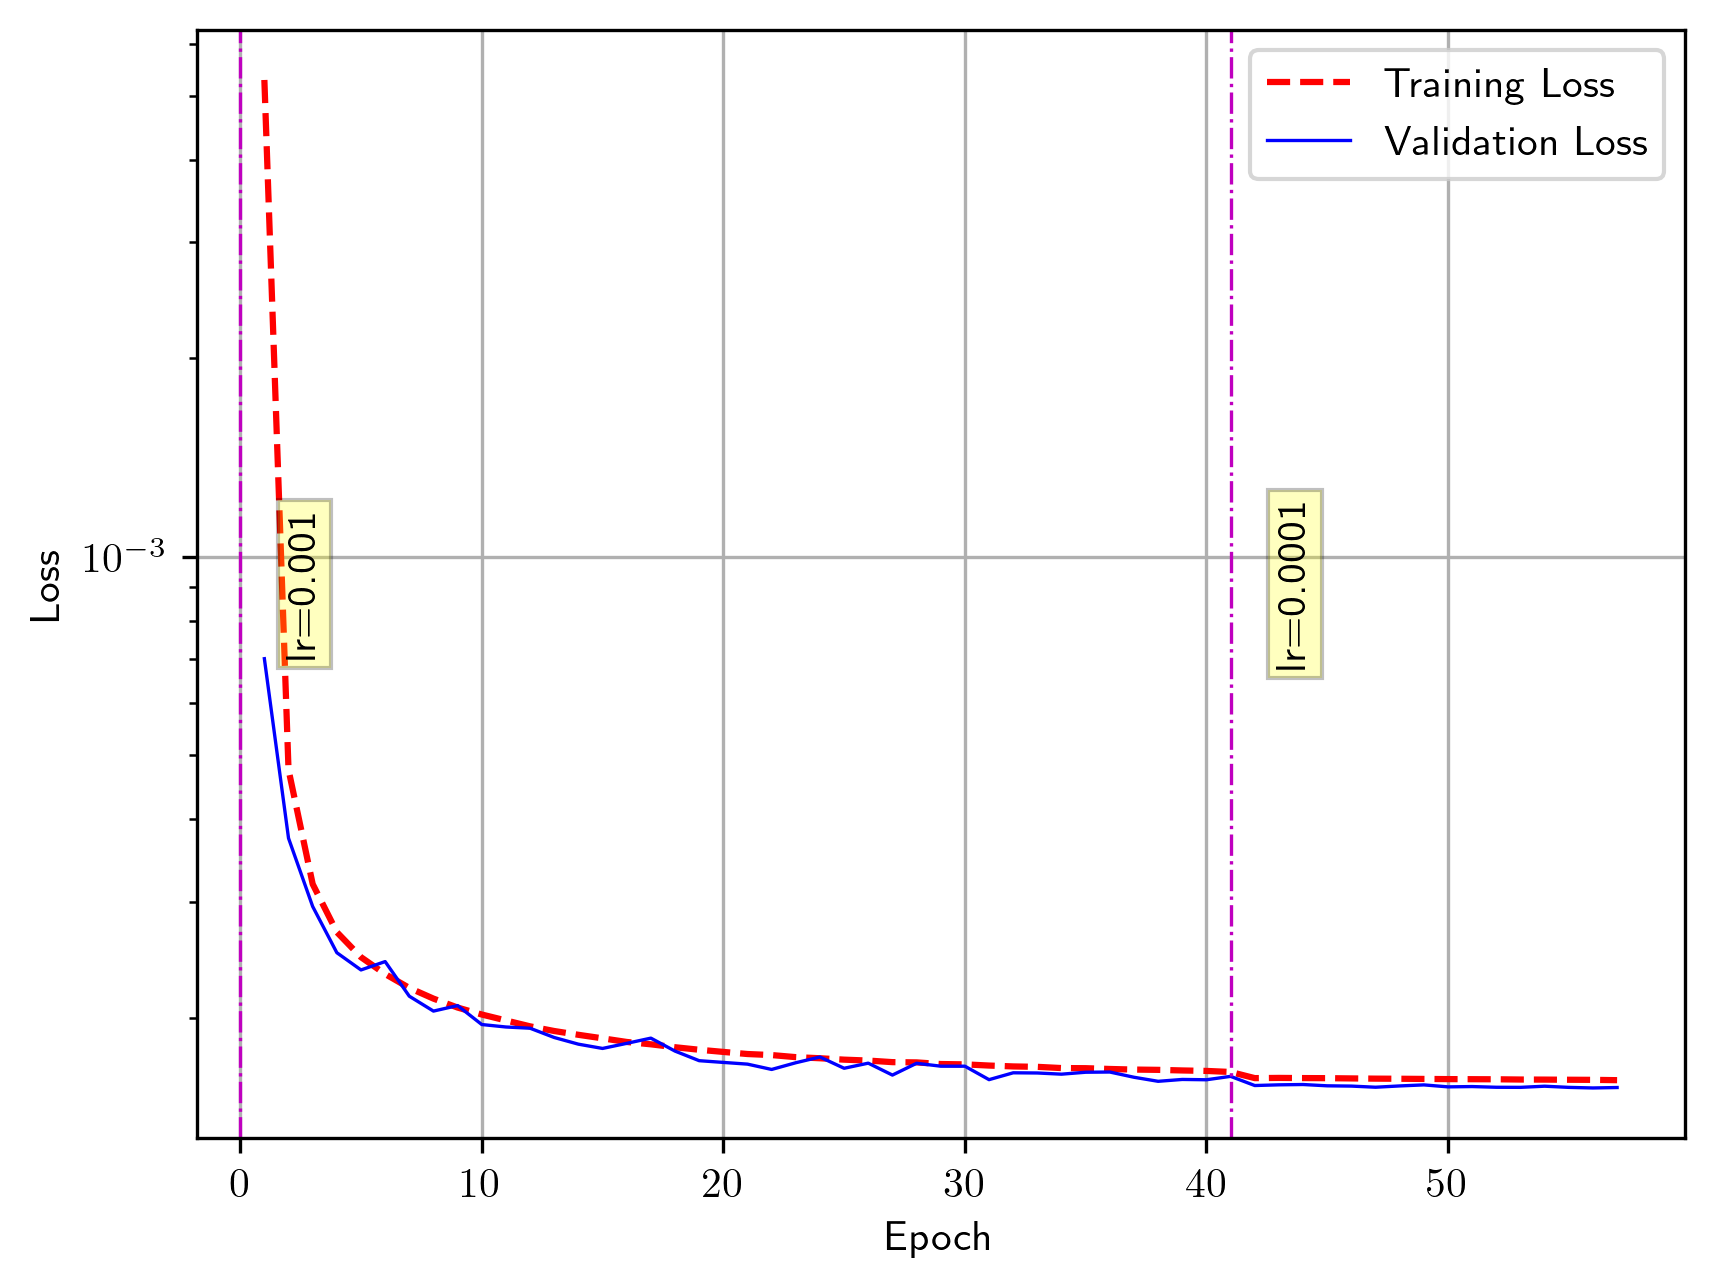 Training Loss
Validation Loss
lr=0.001
lr=0.0001
Loss
10⁻³
0 10 20 30 40 50
Epoch